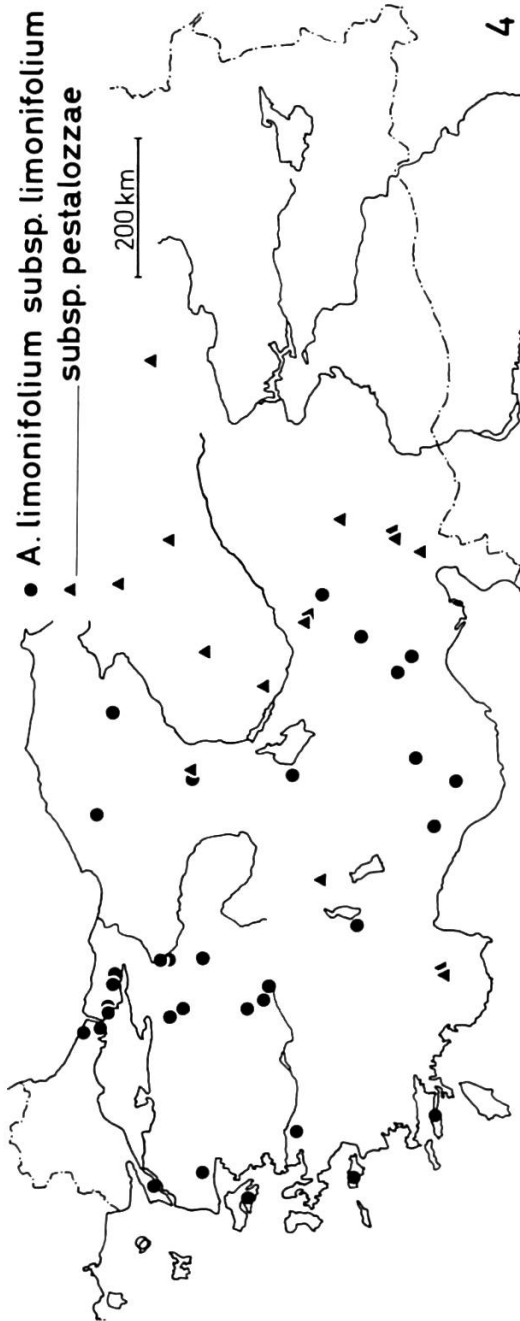 ● A. limonifolium subsp. limonifolium
▲ subsp. pestalozzae
200 km
4